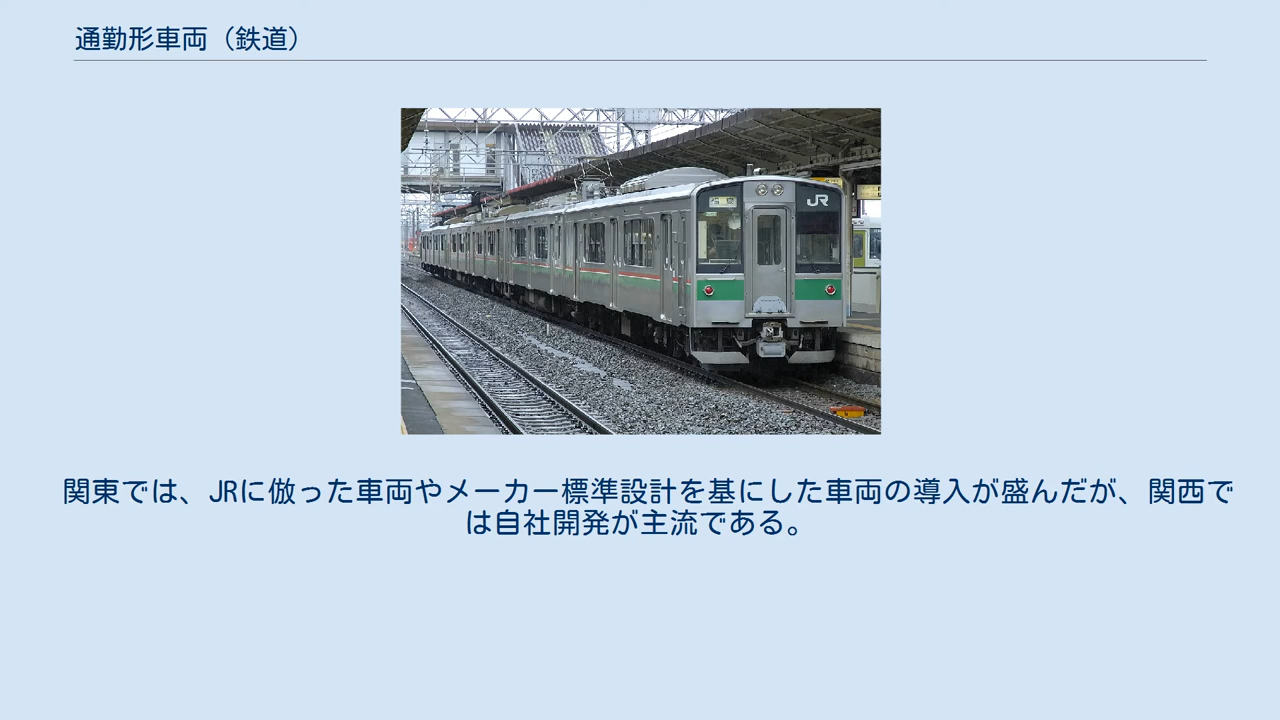 通勤形車両（鉄道）
JR
関東では、JRに倣った車両やメーカー標準設計を基にした車両の導入が盛んだが、関西で
は自社開発が主流である。